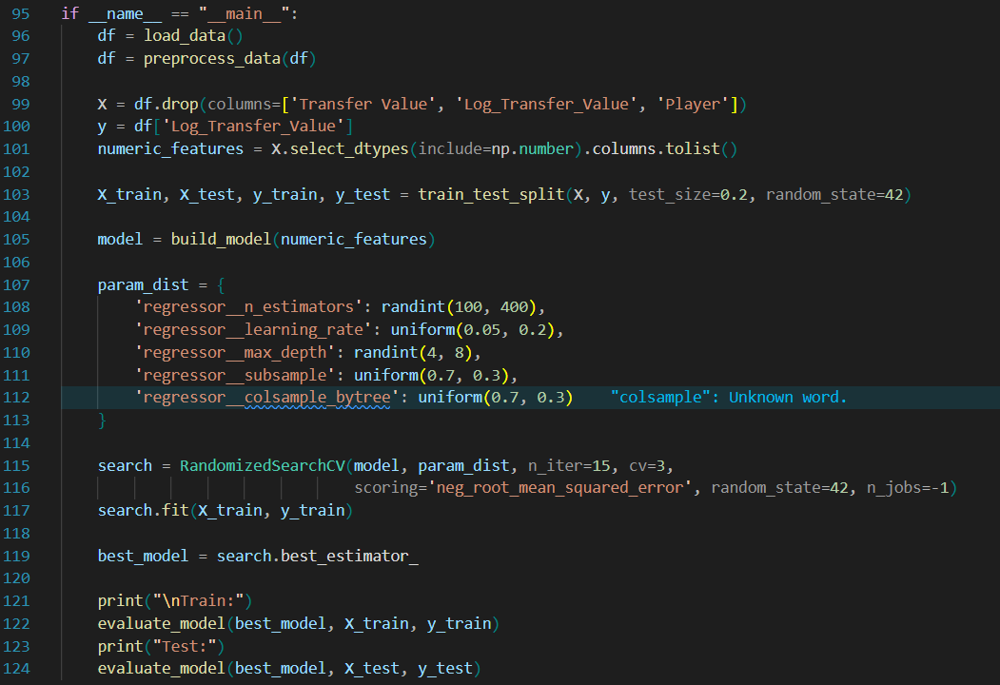 95 if __name__ == "__main__":
96 df = load_data()
97 df = preprocess_data(df)
98
99 X = df.drop(columns=['Transfer Value', 'Log_Transfer_Value', 'Player'])
100 y = df['Log_Transfer_Value']
101 numeric_features = X.select_dtypes(include=np.number).columns.tolist()
102
103 X_train, X_test, y_train, y_test = train_test_split(X, y, test_size=0.2, random_state=42)
104
105 model = build_model(numeric_features)
106
107 param_dist = {
108 'regressor__n_estimators': randint(100, 400),
109 'regressor__learning_rate': uniform(0.05, 0.2),
110 'regressor__max_depth': randint(4, 8),
111 'regressor__subsample': uniform(0.7, 0.3),
112 'regressor__colsample_bytree': uniform(0.7, 0.3) "colsample": Unknown word.
113 }
114
115 search = RandomizedSearchCV(model, param_dist, n_iter=15, cv=3,
116 scoring='neg_root_mean_squared_error', random_state=42, n_jobs=-1)
117 search.fit(X_train, y_train)
118
119 best_model = search.best_estimator_
120
121 print("\nTrain:")
122 evaluate_model(best_model, X_train, y_train)
123 print("Test:")
124 evaluate_model(best_model, X_test, y_test)